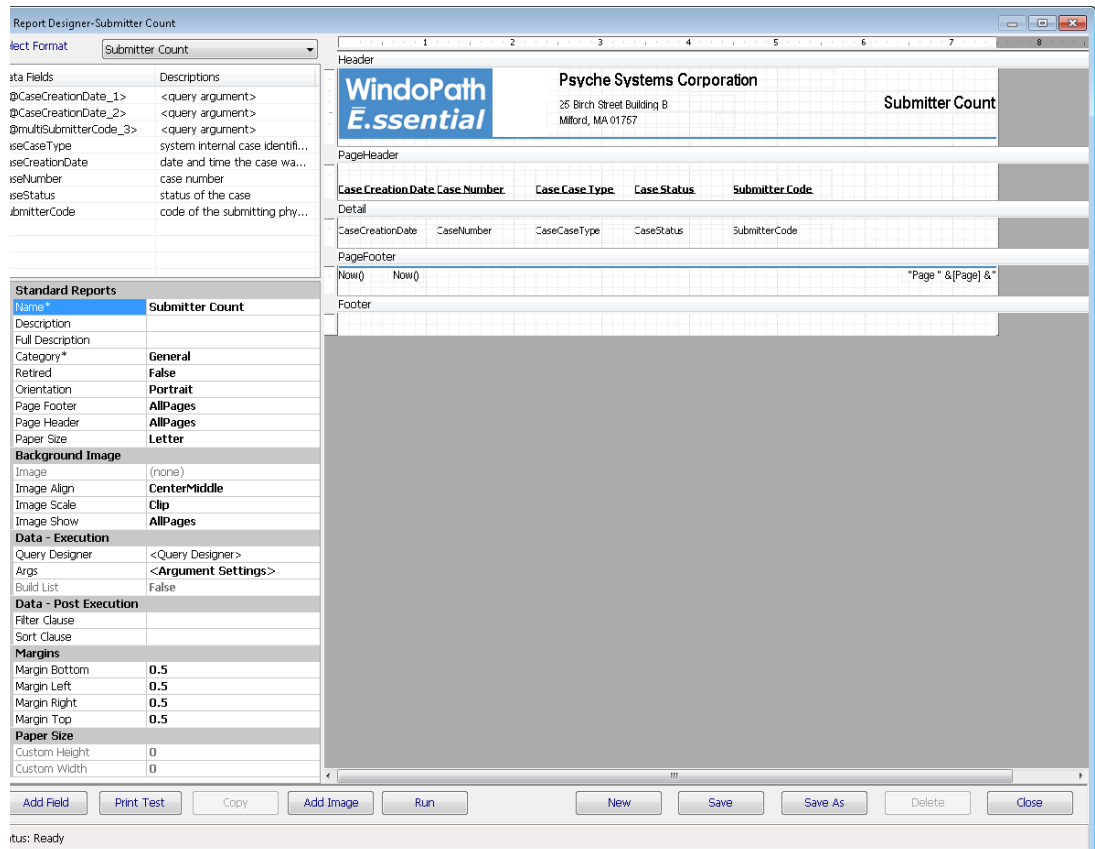 Report Designer-Submitter Count
lect Format Submitter Count
ata Fields Descriptions
@CaseCreationDate_1> <query argument>
@CaseCreationDate_2> <query argument>
@multiSubmitterCode_3> <query argument>
aseCaseType system internal case identifi...
aseCreationDate date and time the case wa...
aseNumber case number
aseStatus status of the case
ubmitterCode code of the submitting phy...
Standard Reports
Name* Submitter Count
Description
Full Description
Category* General
Retired False
Orientation Portrait
Page Footer AllPages
Page Header AllPages
Paper Size Letter
Background Image
Image (none)
Image Align CenterMiddle
Image Scale Clip
Image Show AllPages
Data - Execution
Query Designer <Query Designer>
Args <Argument Settings>
Build List False
Data - Post Execution
Filter Clause
Sort Clause
Margins
Margin Bottom 0.5
Margin Left 0.5
Margin Right 0.5
Margin Top 0.5
Paper Size
Custom Height 0
Custom Width 0
1 2 3 4 5 6 7 8
Header
WindoPath
E.ssential
Psyche Systems Corporation
25 Birch Street Building B
Milford, MA 01757
Submitter Count
PageHeader
Case Creation Date Case Number Case Case Type Case Status Submitter Code
Detail
CaseCreationDate CaseNumber CaseCaseType CaseStatus SubmitterCode
PageFooter
Now() Now() "Page " &[Page] &"
Footer
Add Field Print Test Copy Add Image Run New Save Save As Delete Close
atus: Ready